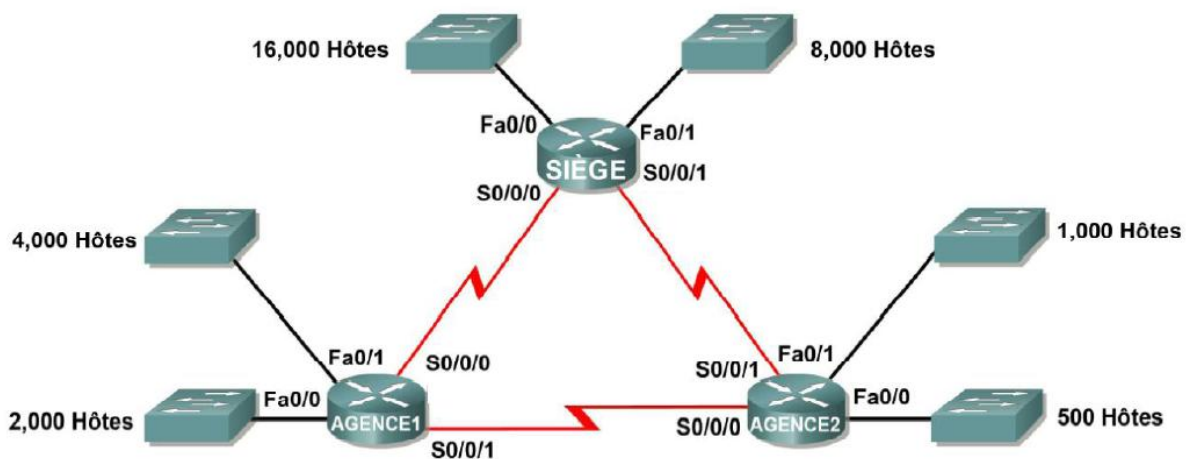 16,000 Hôtes
8,000 Hôtes
Fa0/0
Fa0/1
SIÈGE
S0/0/0
S0/0/1
4,000 Hôtes
1,000 Hôtes
Fa0/1
S0/0/0
S0/0/1
Fa0/1
2,000 Hôtes
Fa0/0
AGENCE1
S0/0/1
S0/0/0
AGENCE2
Fa0/0
500 Hôtes